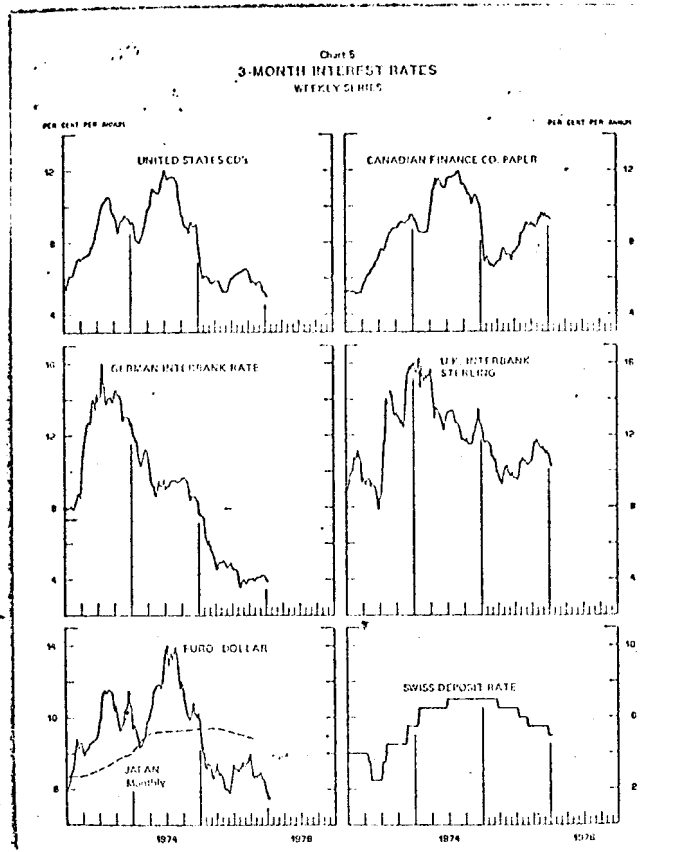 Chart 5
3-MONTH INTEREST RATES
WEEKLY SERIES
PER CENT PER ANNUM
PER CENT PER ANNUM
UNITED STATES CD's
CANADIAN FINANCE CO. PAPER
12
8
4
12
8
4
GERMAN INTERBANK RATE
U.K. INTERBANK
STERLING
16
12
8
4
16
12
8
4
EURO-DOLLAR
SWISS DEPOSIT RATE
JAPAN
Monthly
14
10
6
10
6
2
1974
1976
1974
1976